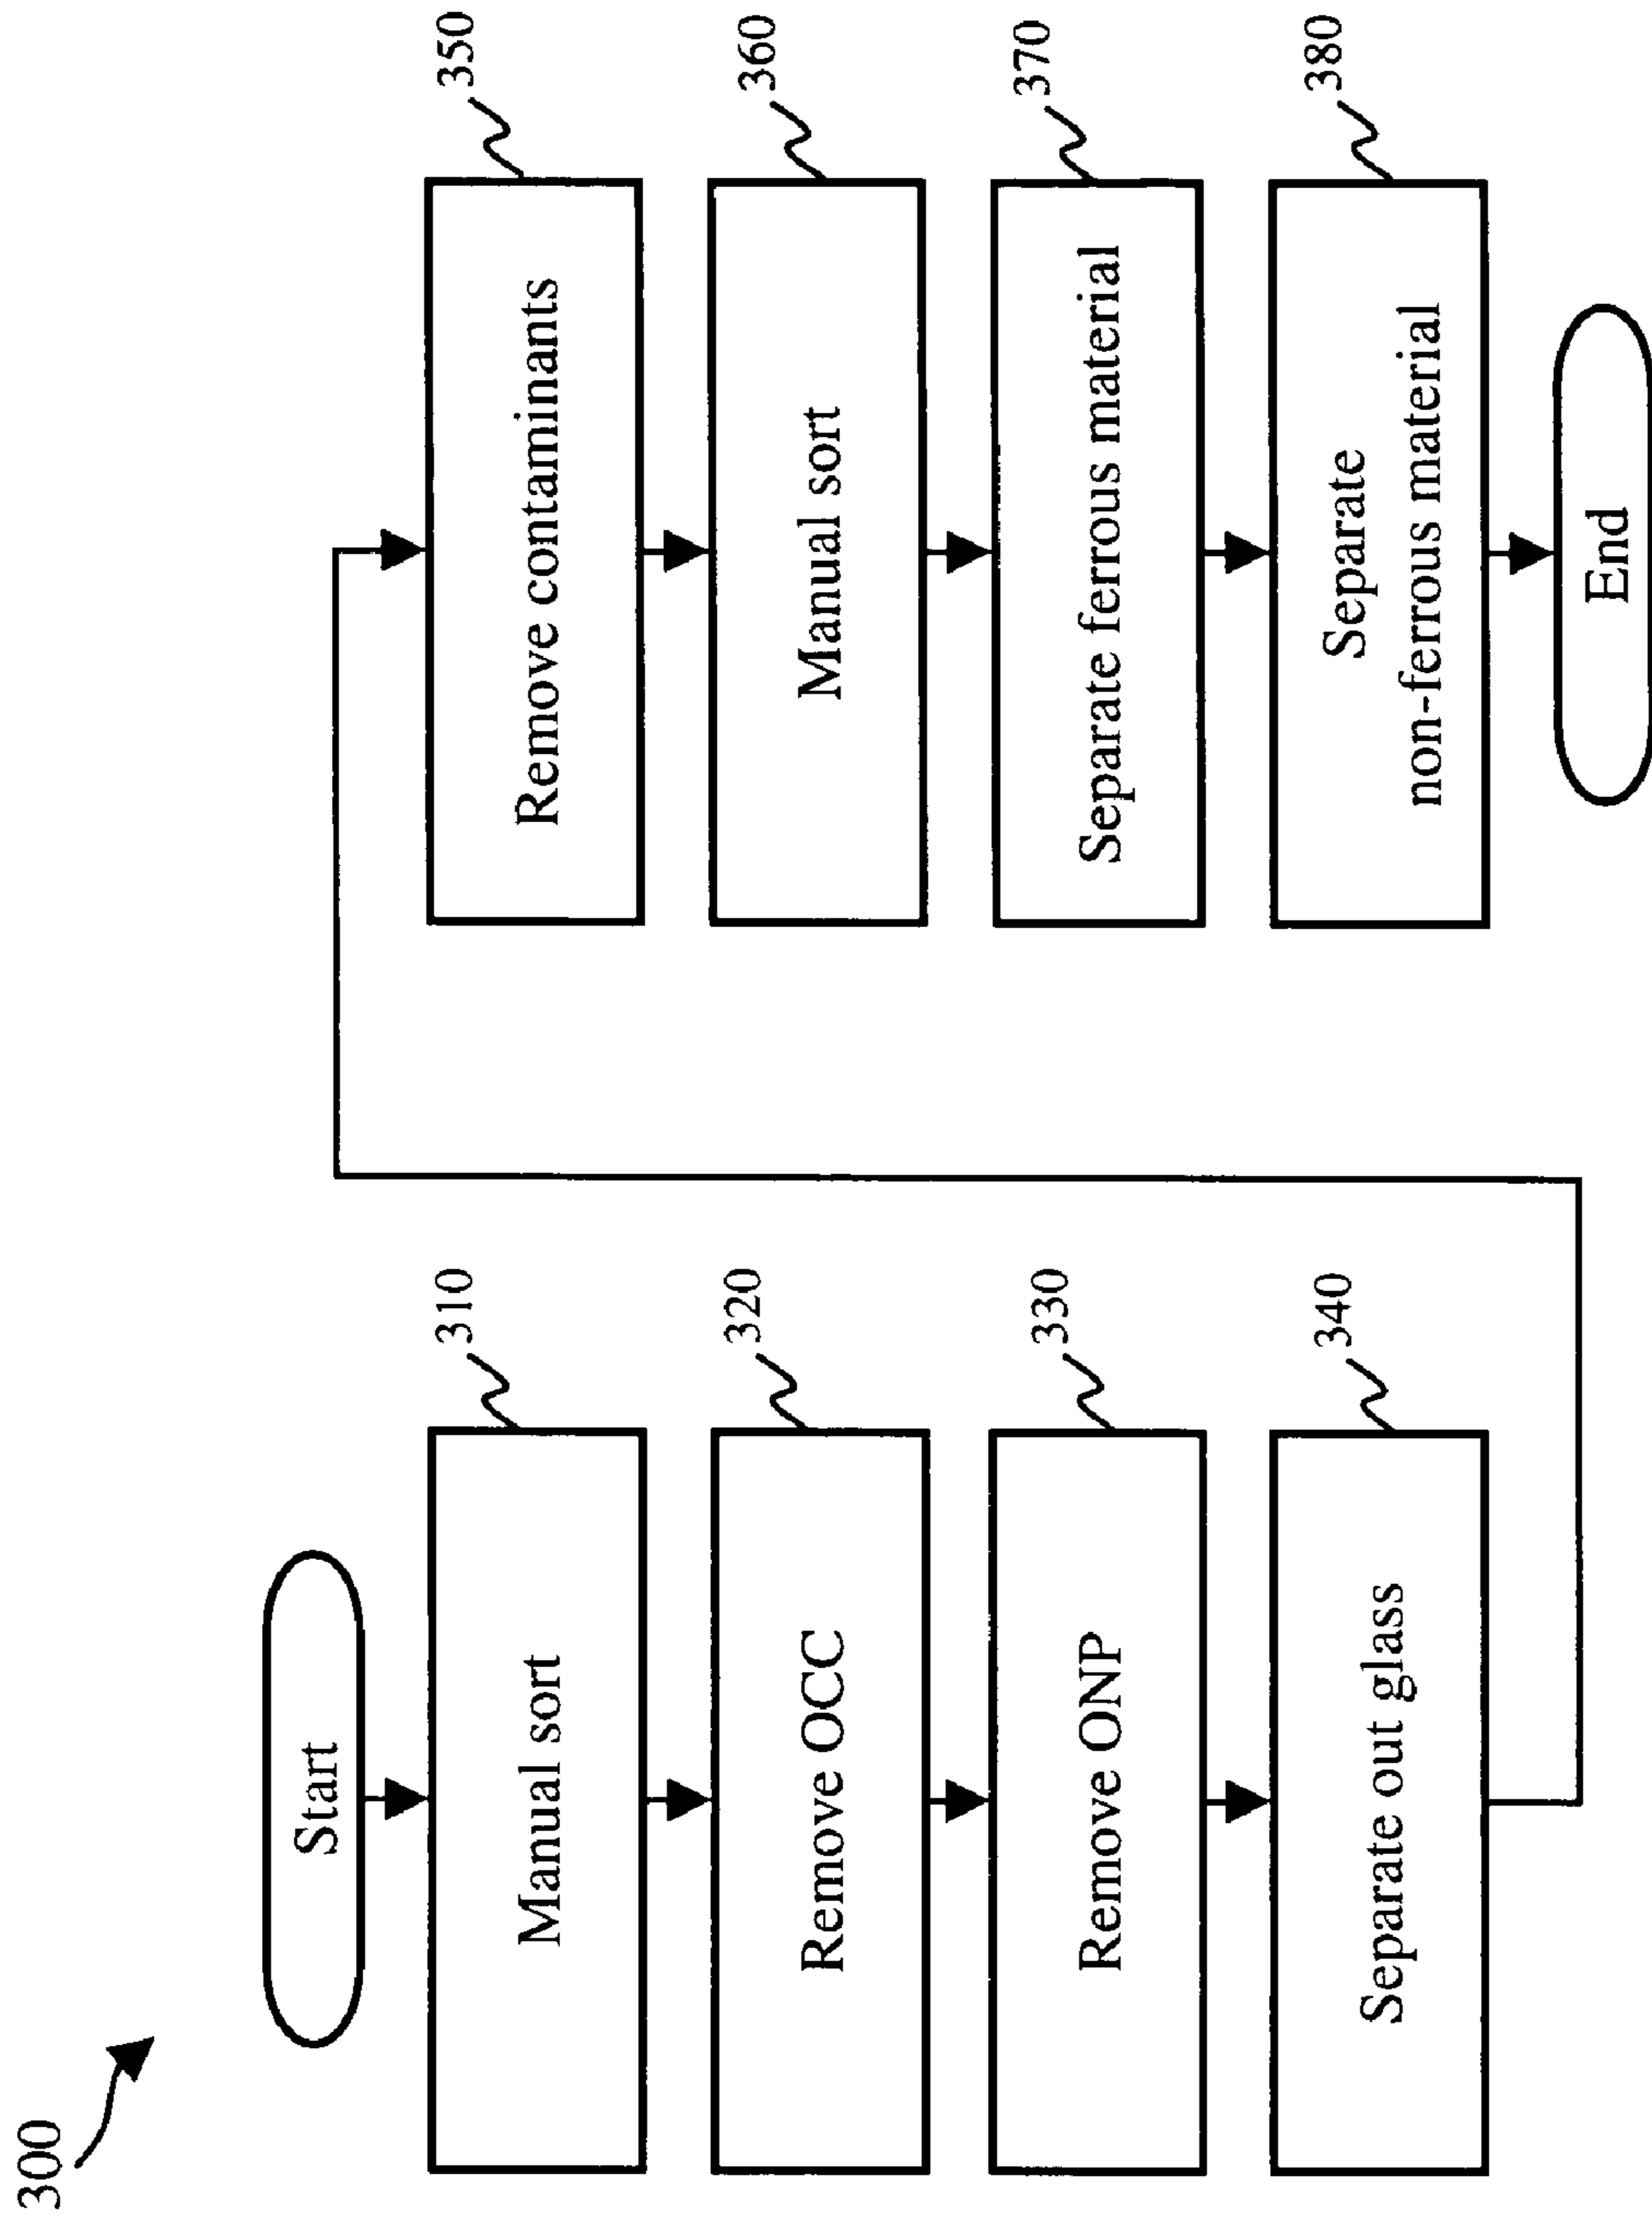 300
Start
Manual sort
310
Remove OCC
320
Remove ONP
330
Separate out glass
340
Remove contaminants
350
Manual sort
360
Separate ferrous material
370
Separate
non-ferrous material
380
End